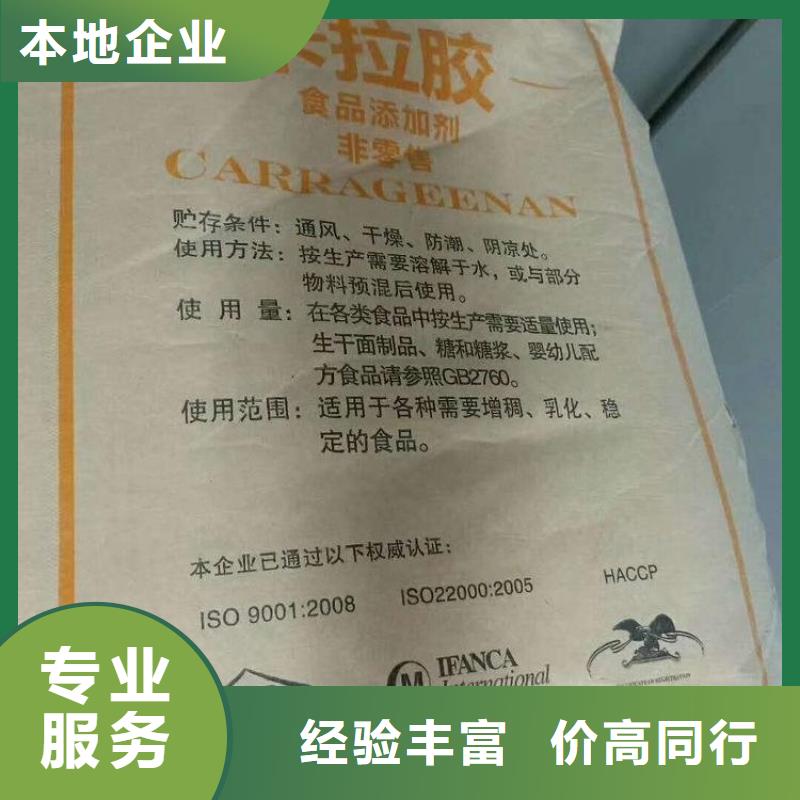 本地企业
卡拉胶
食品添加剂
非零售
CARRAGEENAN
贮存条件：通风、干燥、防潮、阴凉处。
使用方法：按生产需要溶解于水，或与部分
物料预混后使用。
使 用 量：在各类食品中按生产需要适量使用；
生干面制品、糖和糖浆、婴幼儿配
方食品请参照GB2760。
使用范围：适用于各种需要增稠、乳化、稳
定的食品。
本企业已通过以下权威认证：
ISO 9001:2008 ISO22000:2005 HACCP
M IFANCA
International
REGISTRATION
专业
服务
经验丰富 价高同行